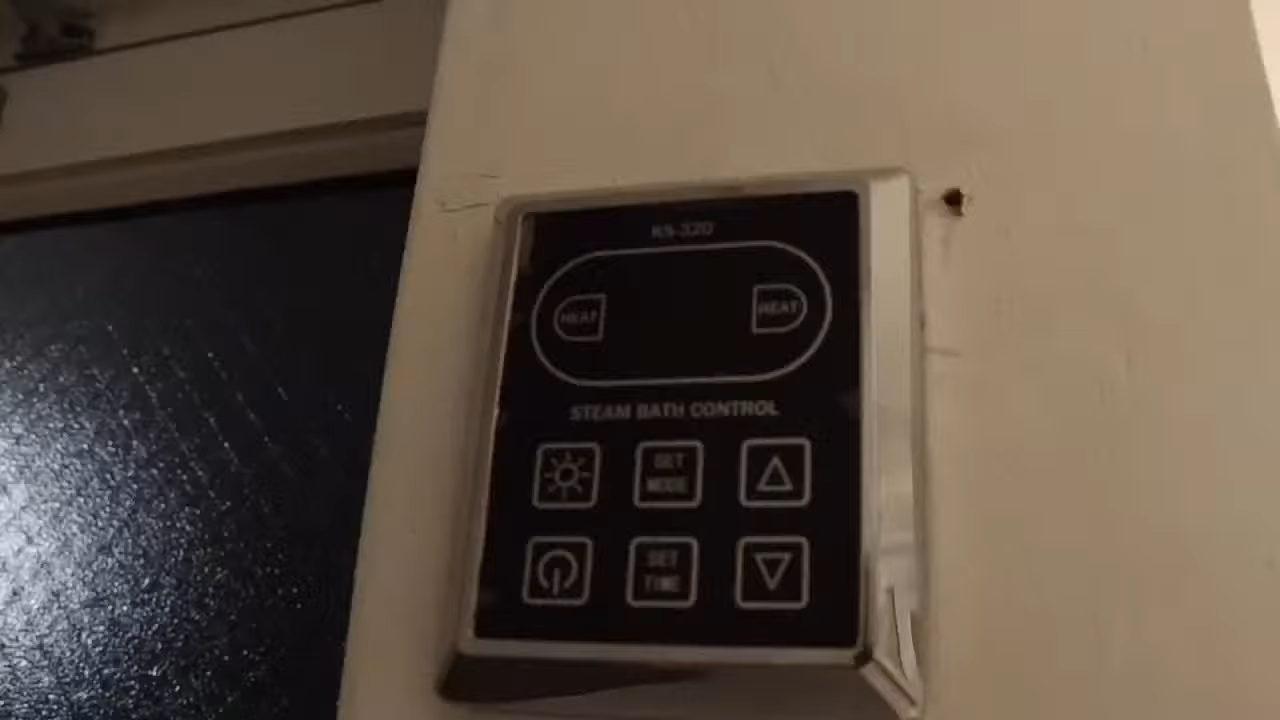 KS-320
HEAT HEAT
STEAM BATH CONTROL
SET
MODE
SET
TIME